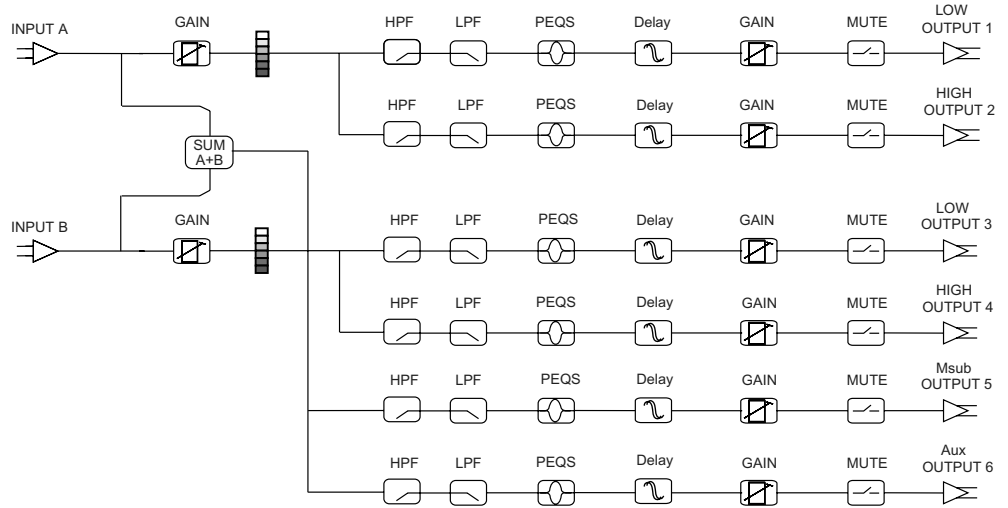 LOW
INPUT A GAIN HPF LPF PEQS Delay GAIN MUTE OUTPUT 1
HIGH
HPF LPF PEQS Delay GAIN MUTE OUTPUT 2
SUM
A+B
LOW
INPUT B GAIN HPF LPF PEQS Delay GAIN MUTE OUTPUT 3
HIGH
HPF LPF PEQS Delay GAIN MUTE OUTPUT 4
Msub
HPF LPF PEQS Delay GAIN MUTE OUTPUT 5
Aux
HPF LPF PEQS Delay GAIN MUTE OUTPUT 6